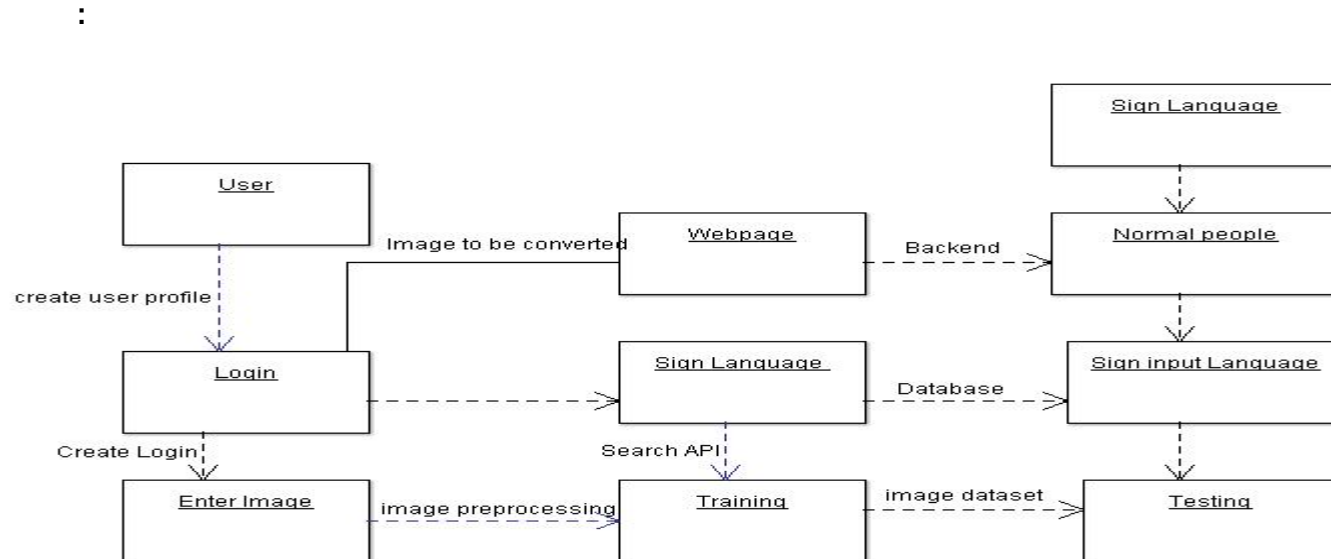 :
Sign Language
User
Webpage
Normal people
Image to be converted
Backend
create user profile
Login
Sign Language
Sign input Language
Database
Create Login
Search API
Enter Image
image preprocessing
Training
image dataset
Testing